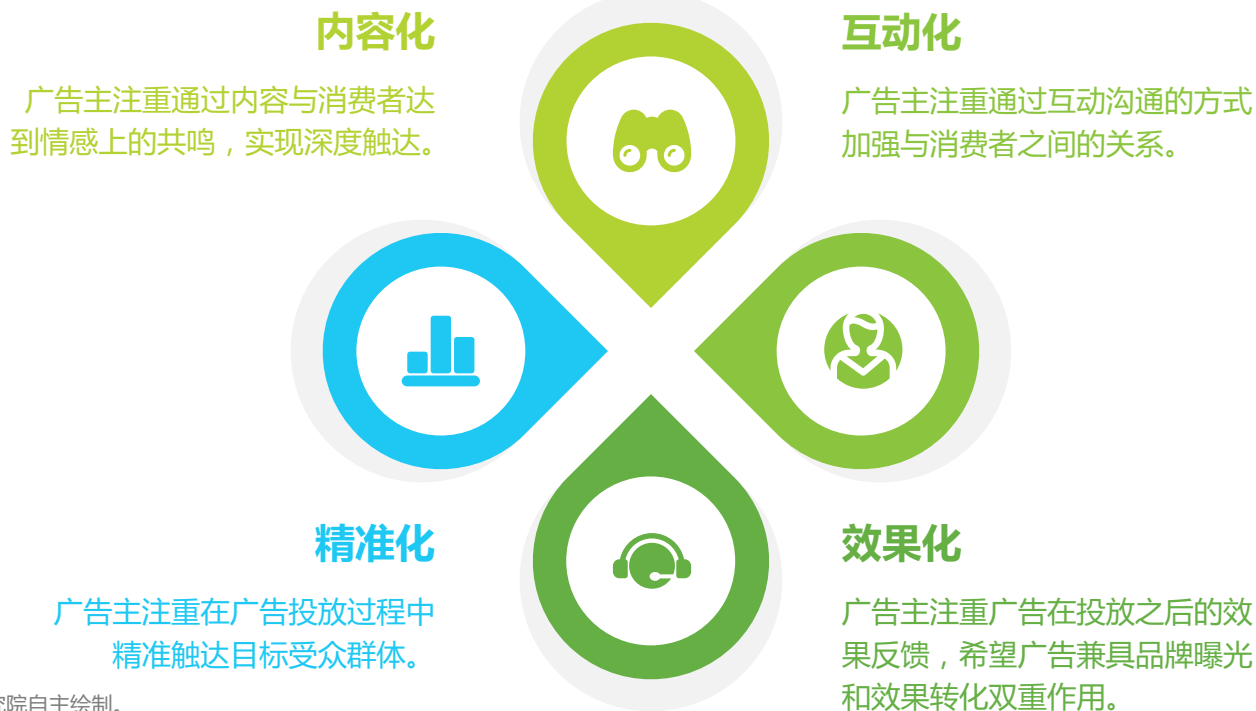 内容化
广告主注重通过内容与消费者达
到情感上的共鸣，实现深度触达。
互动化
广告主注重通过互动沟通的方式
加强与消费者之间的关系。
精准化
广告主注重在广告投放过程中
精准触达目标受众群体。
效果化
广告主注重广告在投放之后的效
果反馈，希望广告兼具品牌曝光
和效果转化双重作用。
究院自主绘制。